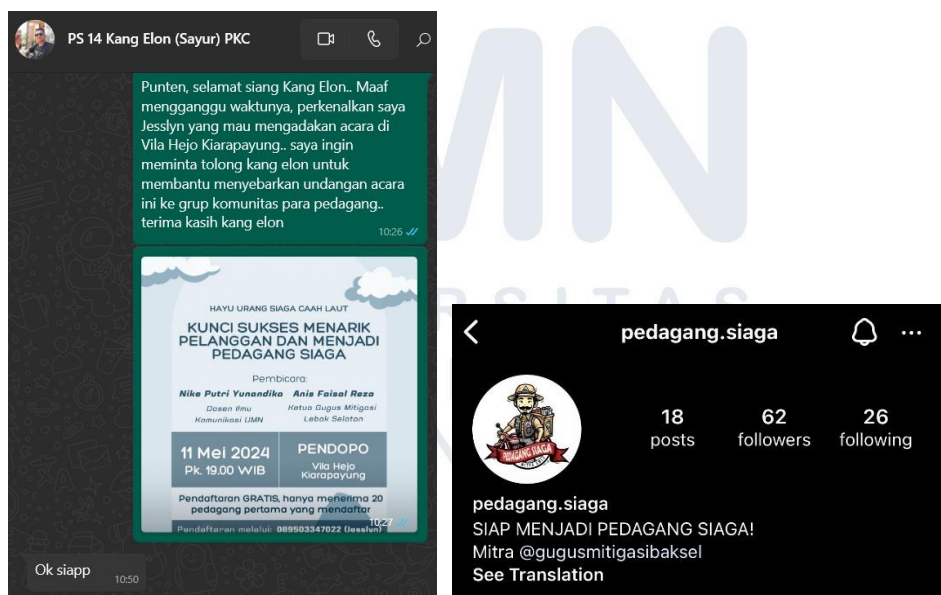 PS 14 Kang Elon (Sayur) PKC
Punten, selamat siang Kang Elon.. Maaf
mengganggu waktunya, perkenalkan saya
Jesslyn yang mau mengadakan acara di
Vila Hejo Kiarapayung.. saya ingin
meminta tolong kang elon untuk
membantu menyebarkan undangan acara
ini ke grup komunitas para pedagang..
terima kasih kang elon
10:26
HAYU URANG SIAGA CAAH LAUT
KUNCI SUKSES MENARIK
PELANGGAN DAN MENJADI
PEDAGANG SIAGA
Pembicara:
Nike Putri Yunandika
Dosen Ilmu
Komunikasi UMN
Anis Faisal Reza
Ketua Gugus Mitigasi
Lebak Selatan
11 Mei 2024
Pk. 19.00 WIB
PENDOPO
Vila Hejo
Kiarapayung
Pendaftaran GRATIS, hanya menerima 20
pedagang pertama yang mendaftar
10:27
Pendaftaran melalui: 089503347022 (Jesslyn)
Ok siapp
10:50
MN
RSITAS
pedagang.siaga
PEDAGANG SIAGA
18
posts
62
followers
26
following
pedagang.siaga
SIAP MENJADI PEDAGANG SIAGA!
Mitra @gugusmitigasibaksel
See Translation